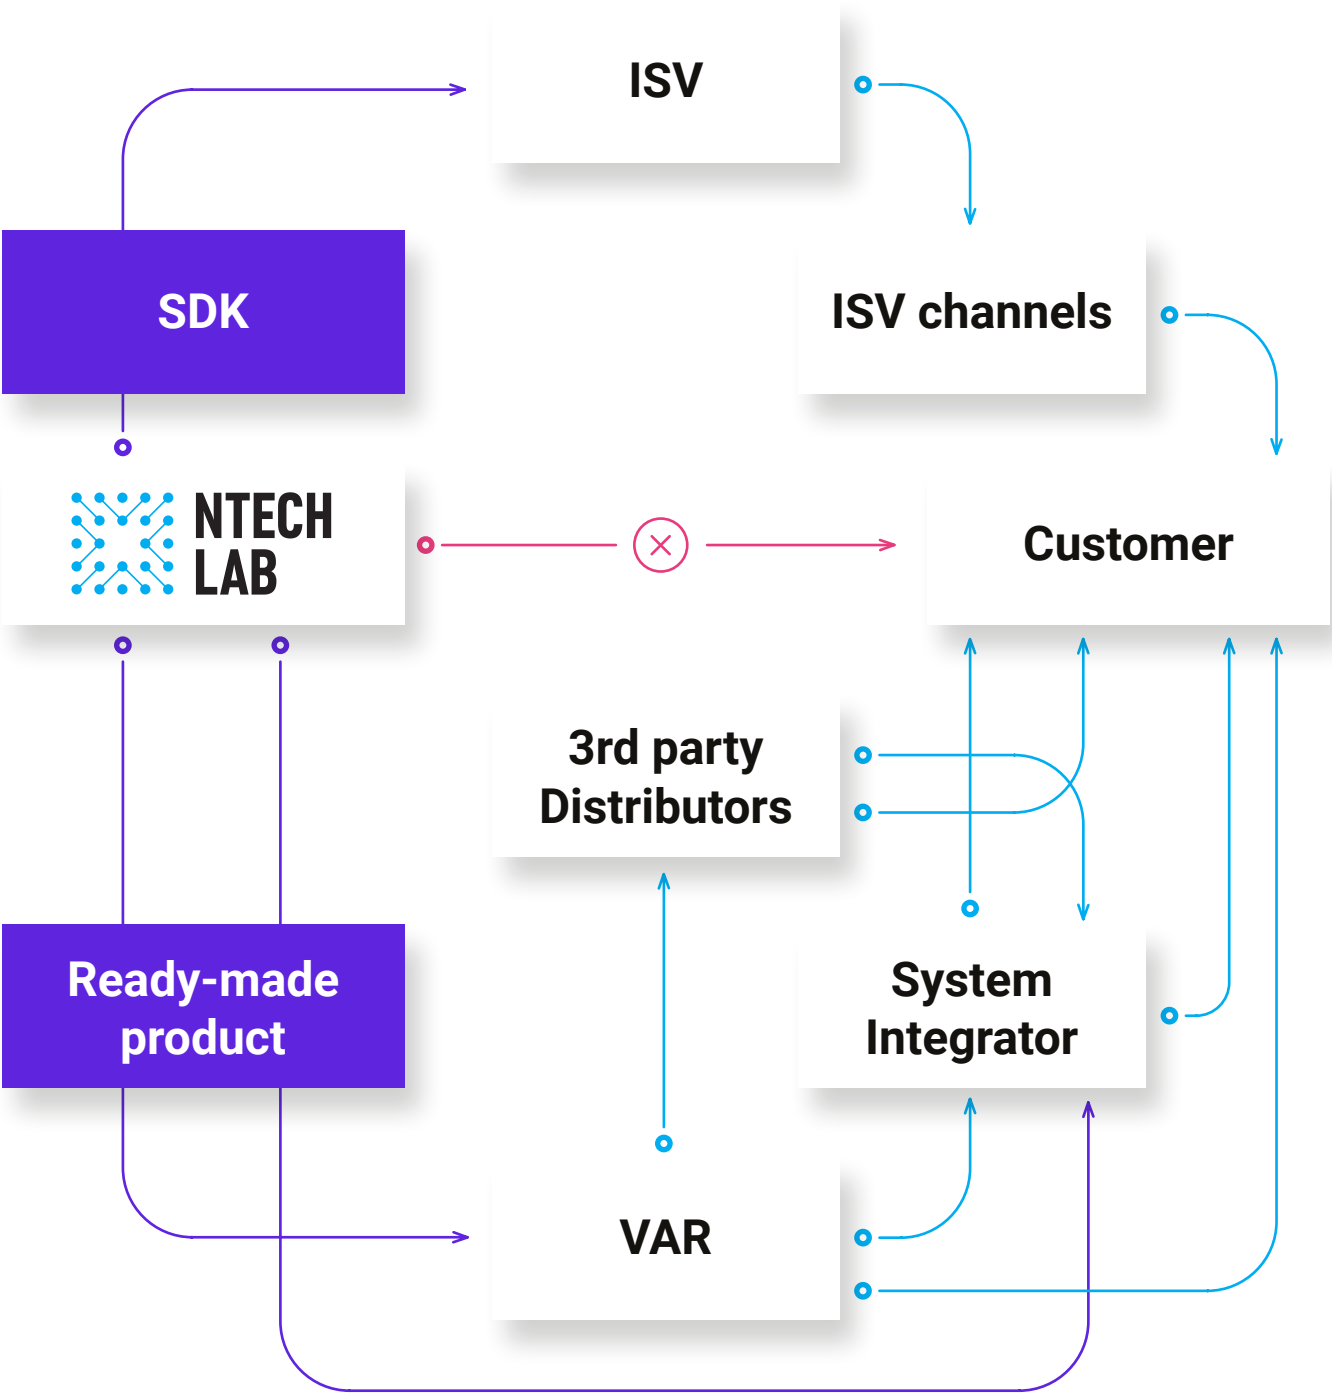 ISV
SDK
ISV channels
NTECH
LAB
Customer
3rd party
Distributors
Ready-made
product
System
Integrator
VAR